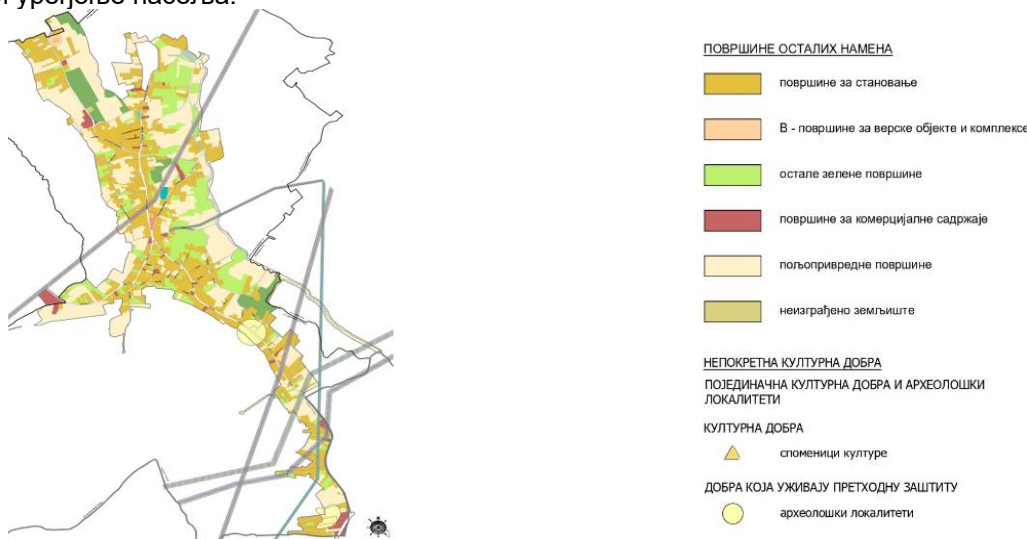 уређење насеља.
ПОВРШИНЕ ОСТАЛИХ НАМЕНА
површине за становање
В - површине за верске објекте и комплексе
остале зелене површине
површине за комерцијалне садржаје
пољопривредне површине
неизграђено земљиште
НЕПОКРЕТНА КУЛТУРНА ДОБРА
ПОЈЕДИНАЧНА КУЛТУРНА ДОБРА И АРХЕОЛОШКИ
ЛОКАЛИТЕТИ
КУЛТУРНА ДОБРА
споменици културе
ДОБРА КОЈА УЖИВАЈУ ПРЕТХОДНУ ЗАШТИТУ
археолошки локалитети